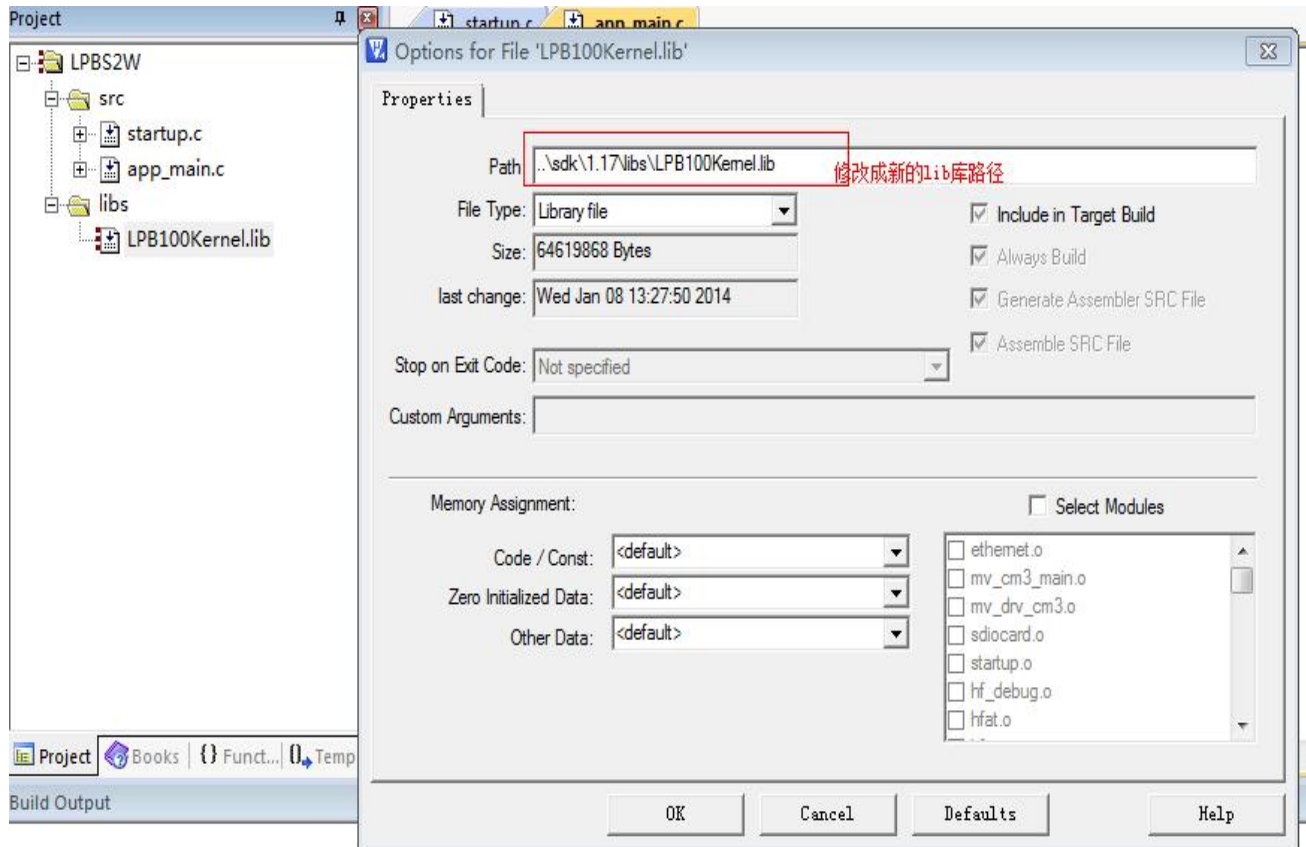 Project
startup.c
app_main.c
Options for File 'LPB100Kernel.lib'
LPBS2W
src
startup.c
app_main.c
libs
LPB100Kernel.lib
Properties
Path
..\sdk\1.17\libs\LPB100Kernel.lib
修改成新的lib库路径
File Type:
Library file
Include in Target Build
Size:
64619868 Bytes
Always Build
last change:
Wed Jan 08 13:27:50 2014
Generate Assembler SRC File
Assemble SRC File
Stop on Exit Code:
Not specified
Custom Arguments:
Memory Assignment:
Select Modules
Code / Const:
<default>
Zero Initialized Data:
<default>
Other Data:
<default>
ethernet.o
mv_cm3_main.o
mv_drv_cm3.o
sdiocard.o
startup.o
hf_debug.o
hfat.o
Project
Books
{} Funct...
0 Temp
Build Output
OK
Cancel
Defaults
Help